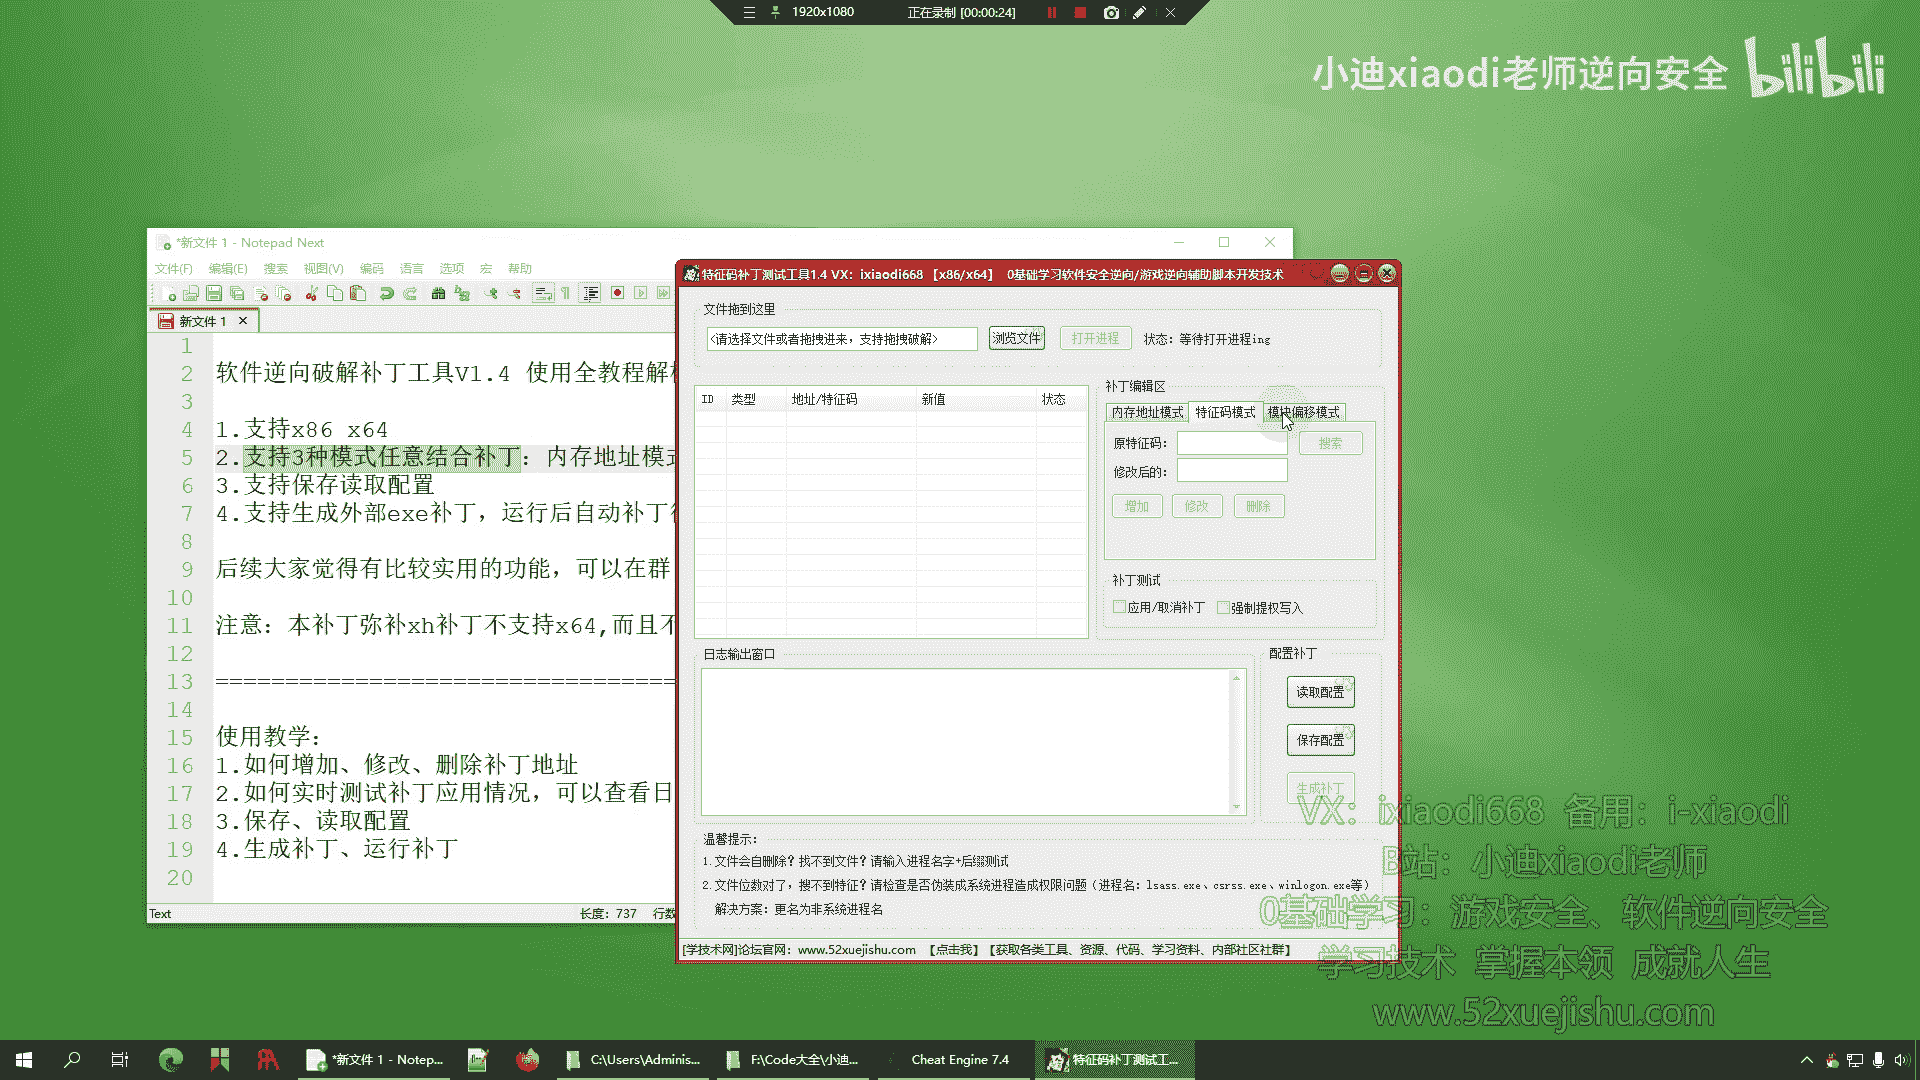 1920x1080 正在录制 [00:00:24]
小迪xiaodi老师逆向安全 bilibili
*新文件 1 - Notepad Next
文件(F) 编辑(E) 搜索 视图(V) 编码 语言 选项 宏 帮助
新文件 1
1
2 软件逆向破解补丁工具V1.4 使用全教程解
3
4 1.支持x86 x64
5 2.支持3种模式任意结合补丁：内存地址模式
6 3.支持保存读取配置
7 4.支持生成外部exe补丁，运行后自动补丁
8
9 后续大家觉得有比较实用的功能，可以在群
10
11 注意：本补丁弥补xh补丁不支持x64,而且不
12
13 ======================================
14
15 使用教学：
16 1.如何增加、修改、删除补丁地址
17 2.如何实时测试补丁应用情况，可以查看日
18 3.保存、读取配置
19 4.生成补丁、运行补丁
20
Text 长度：737 行数
特征码补丁测试工具1.4 VX：ixiaodi668 【x86/x64】 0基础学习软件安全逆向/游戏逆向辅助脚本开发技术
文件拖到这里
<请选择文件或者拖拽进来，支持拖拽破解> 浏览文件 打开进程 状态：等待打开进程ing
ID 类型 地址/特征码 新值 状态
补丁编辑区
内存地址模式 特征码模式 模块偏移模式
原特征码： 搜索
修改后的：
增加 修改 删除
补丁测试
应用/取消补丁 强制提权写入
日志输出窗口
配置补丁
读取配置
保存配置
生成补丁
温馨提示：
1.文件会自删除？找不到文件？请输入进程名字+后缀测试
2.文件位数对了，搜不到特征？请检查是否伪装成系统进程造成权限问题（进程名：lsass.exe、csrss.exe、winlogon.exe等）
解决方案：更名为非系统进程名
[学技术网]论坛官网：www.52xuejishu.com 【点击我】【获取各类工具、资源、代码、学习资料、内部社区社群】
VX：ixiaodi668 备用：i-xiaodi
B站：小迪xiaodi老师
0基础学习：游戏安全、软件逆向安全
学习技术 掌握本领 成就人生
www.52xuejishu.com
*新文件 1 - Notep... C:\Users\Adminis... F:\Code大全\小迪... Cheat Engine 7.4 特征码补丁测试工...